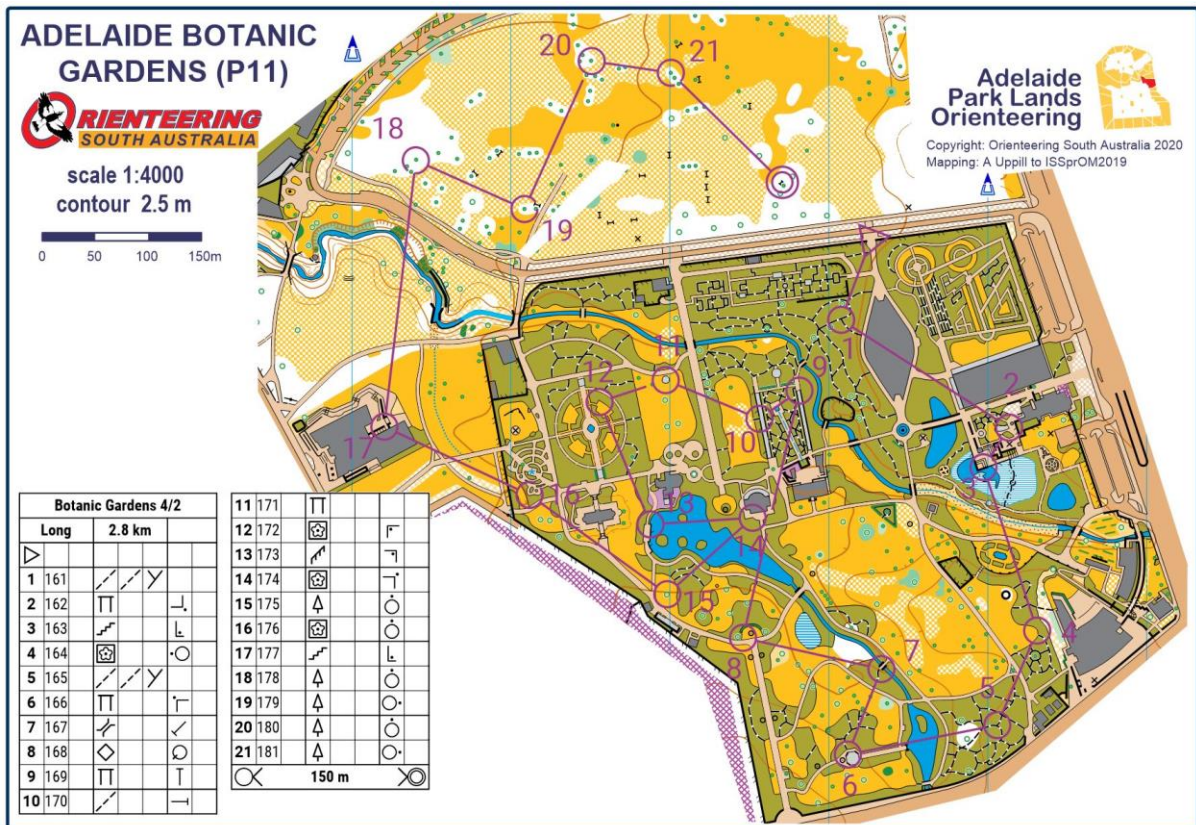 ADELAIDE BOTANIC
GARDENS (P11)
ORIENTEERING
SOUTH AUSTRALIA
scale 1:4000
contour 2.5 m
0 50 100 150m
Adelaide
Park Lands
Orienteering
Copyright: Orienteering South Australia 2020
Mapping: A Uppill to ISSprOM2019
20
21
18
19
1
11
9
12
2
10
17
16
3
13
14
15
4
8
7
5
6
Botanic Gardens 4/2
Long 2.8 km
1 161
2 162
3 163
4 164
5 165
6 166
7 167
8 168
9 169
10 170
11 171
12 172
13 173
14 174
15 175
16 176
17 177
18 178
19 179
20 180
21 181
150 m